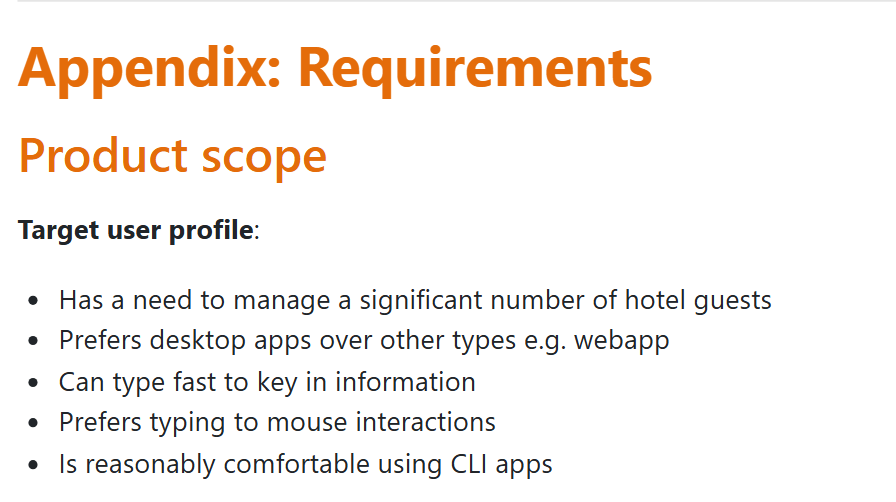 Appendix: Requirements
Product scope
Target user profile:
• Has a need to manage a significant number of hotel guests
• Prefers desktop apps over other types e.g. webapp
• Can type fast to key in information
• Prefers typing to mouse interactions
• Is reasonably comfortable using CLI apps